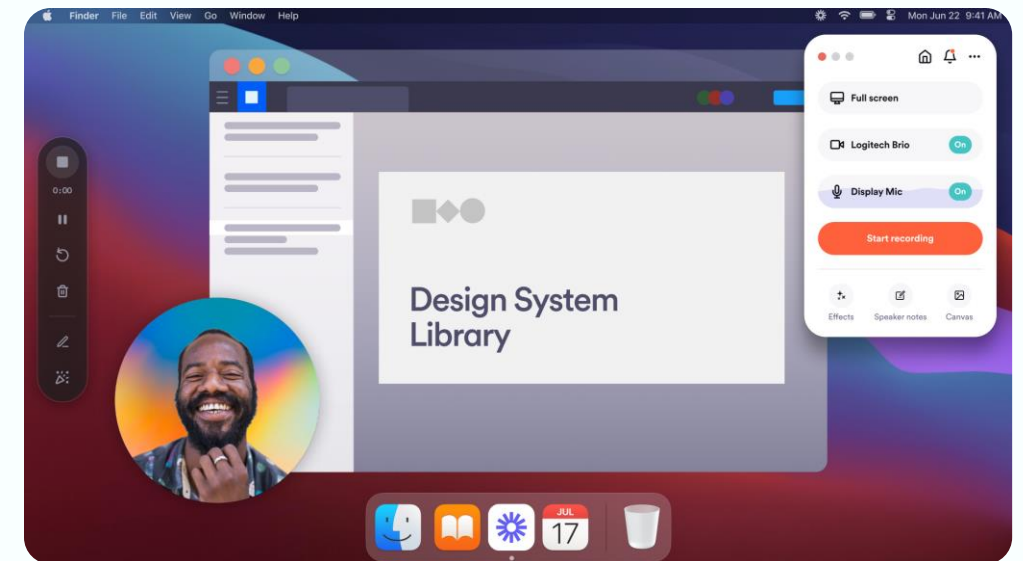 Finder File Edit View Go Window Help
Mon Jun 22 9:41 AM
Full screen
Logitech Brio
On
Display Mic
On
Start recording
Effects Speaker notes Canvas
0:00
Design System
Library
JUL
17